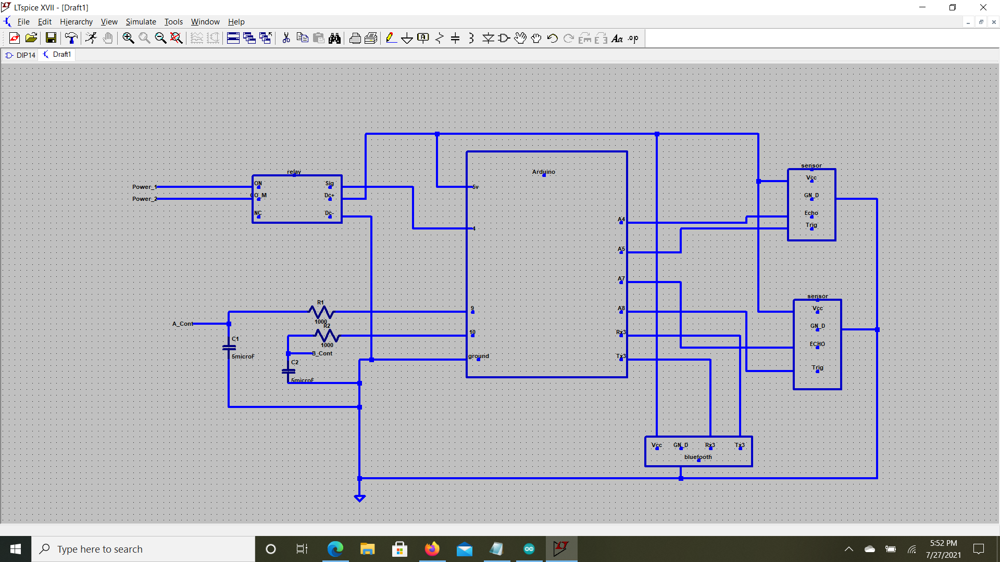 LTspice XVII - [Draft1]
File Edit Hierarchy View Simulate Tools Window Help
Aa .op
DIP14 Draft1
relay
Power_1
Power_2
ON
CO_M
NC
Sig
Dc+
Dc-
Arduino
5v
4
9
10
ground
A4
A5
A7
A8
Rx3
Tx3
sensor
Vcc
GN_D
Echo
Trig
sensor
Vcc
GN_D
ECHO
Trig
R1
1000
R2
1000
A_Cont
C1
5microF
B_Cont
C2
5microF
Vcc GN_D Rx3 Tx3
bluetooth
Type here to search
5:52 PM
7/27/2021